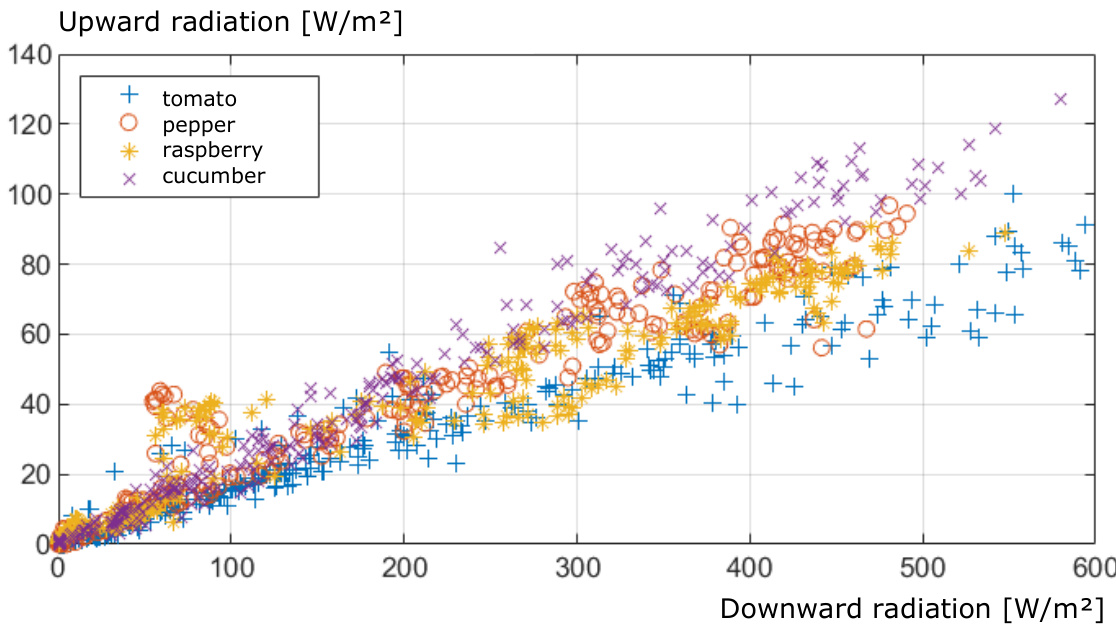 Upward radiation [W/m²]
140
120
100
80
60
40
20
0
tomato
pepper
raspberry
cucumber
0 100 200 300 400 500 600
Downward radiation [W/m²]